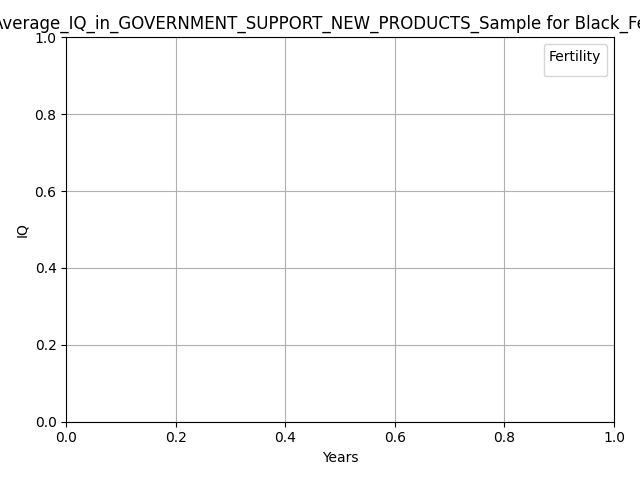 Average_IQ_in_GOVERNMENT_SUPPORT_NEW_PRODUCTS_Sample for Black_Fe
Fertility
1.0
0.8
0.6
0.4
0.2
0.0
IQ
0.0 0.2 0.4 0.6 0.8 1.0
Years